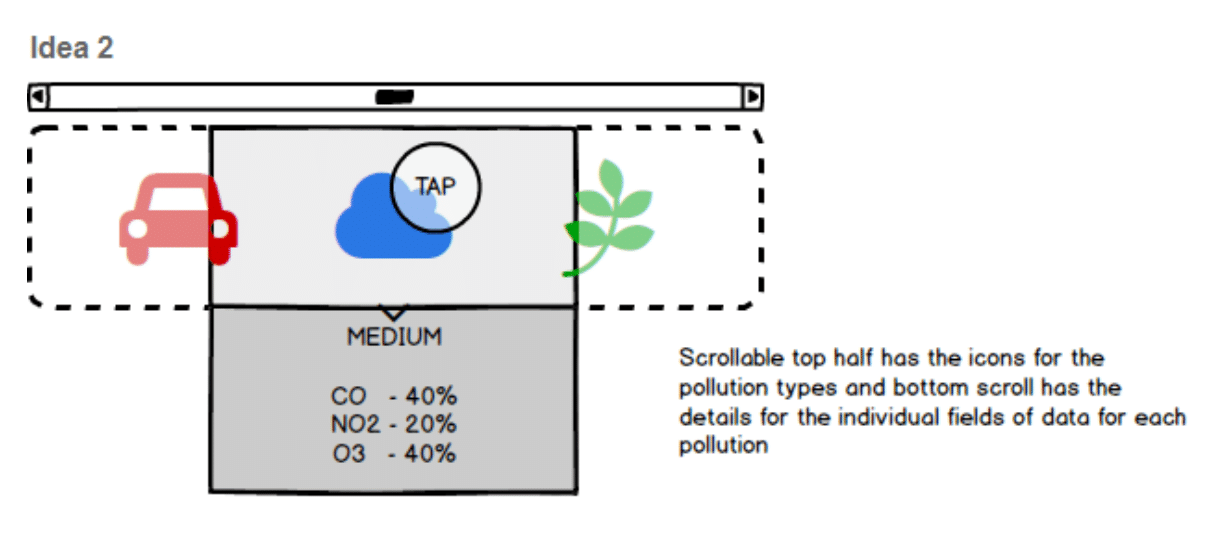 Idea 2
TAP
MEDIUM
CO - 40%
NO2 - 20%
O3 - 40%
Scrollable top half has the icons for the
pollution types and bottom scroll has the
details for the individual fields of data for each
pollution